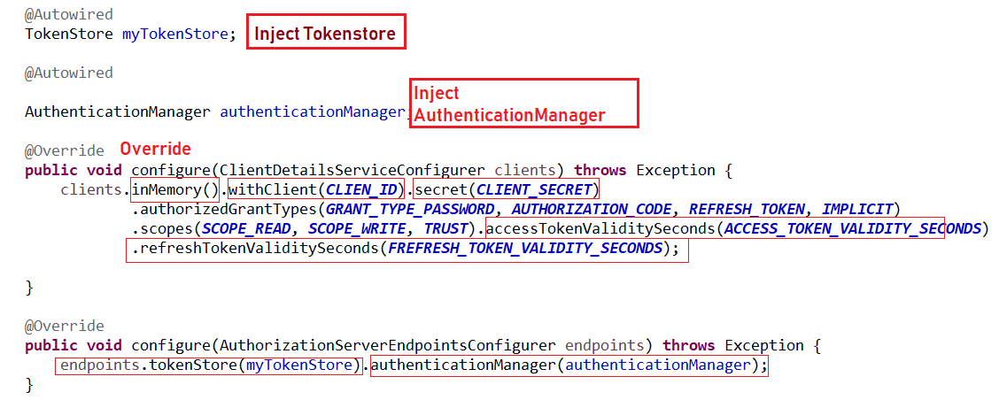 @Autowired
TokenStore myTokenStore; Inject Tokenstore
@Autowired
Inject
AuthenticationManager authenticationManager; AuthenticationManager
@Override Override
public void configure(ClientDetailsServiceConfigurer clients) throws Exception {
clients.inMemory().withClient(CLIEN_ID).secret(CLIENT_SECRET)
.authorizedGrantTypes(GRANT_TYPE_PASSWORD, AUTHORIZATION_CODE, REFRESH_TOKEN, IMPLICIT)
.scopes(SCOPE_READ, SCOPE_WRITE, TRUST).accessTokenValiditySeconds(ACCESS_TOKEN_VALIDITY_SECONDS)
.refreshTokenValiditySeconds(FREFRESH_TOKEN_VALIDITY_SECONDS);
}
@Override
public void configure(AuthorizationServerEndpointsConfigurer endpoints) throws Exception {
endpoints.tokenStore(myTokenStore).authenticationManager(authenticationManager);
}